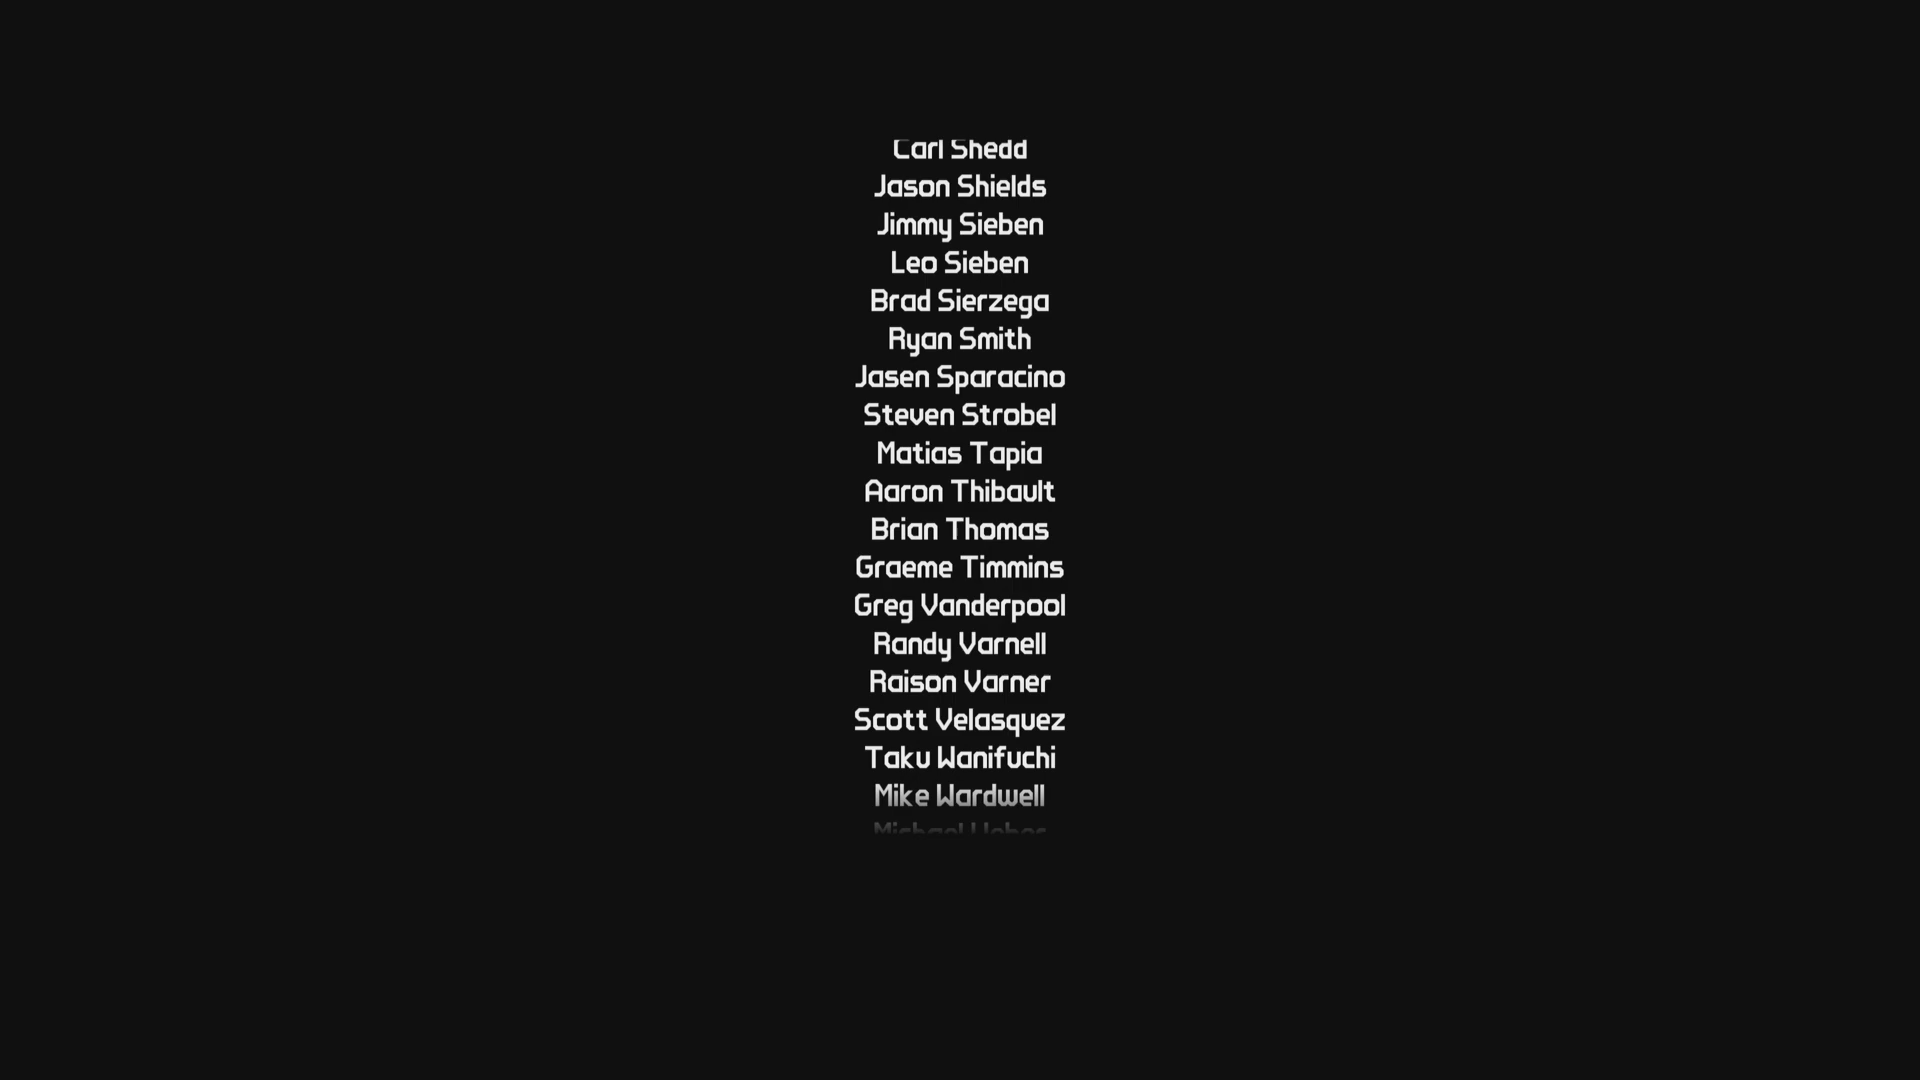 Carl Shedd
Jason Shields
Jimmy Sieben
Leo Sieben
Brad Sierzega
Ryan Smith
Jasen Sparacino
Steven Strobel
Matias Tapia
Aaron Thibault
Brian Thomas
Graeme Timmins
Greg Vanderpool
Randy Varnell
Raison Varner
Scott Velasquez
Taku Wanifuchi
Mike Wardwell
Michael